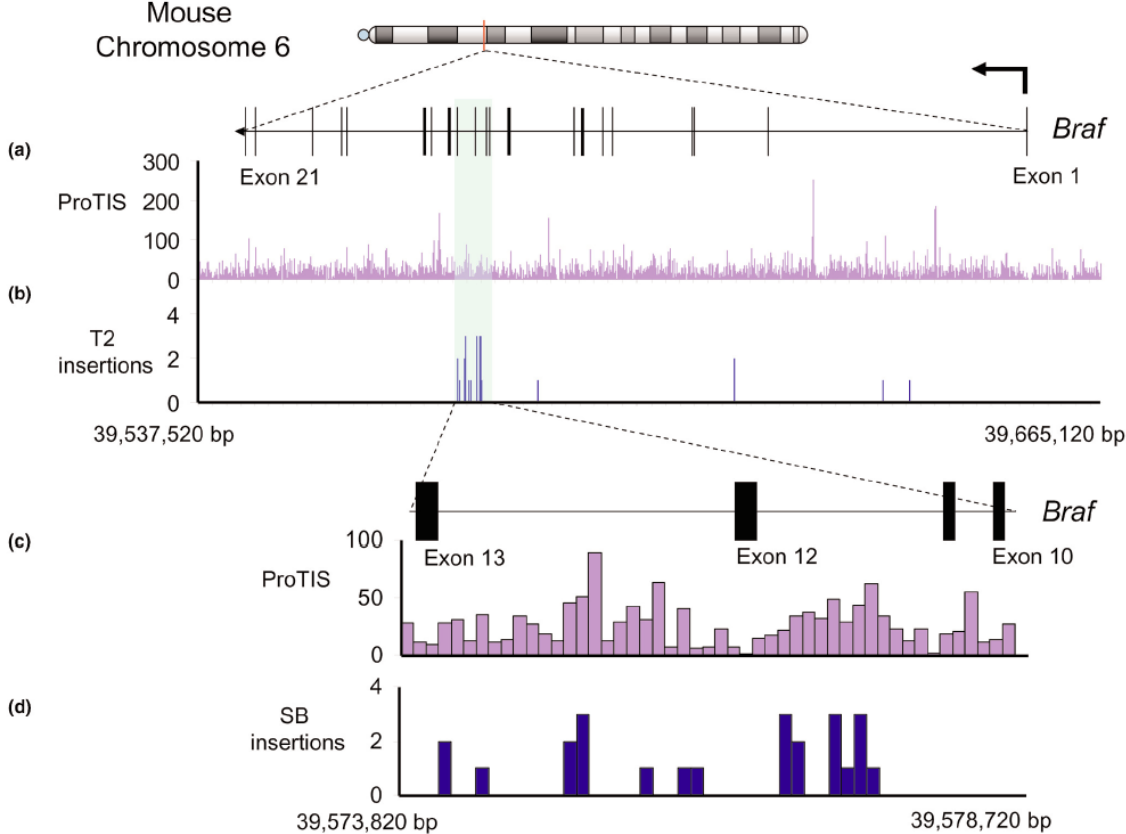 Mouse
Chromosome 6
Braf
(a)
Exon 21
Exon 1
300
ProTIS
200
100
0
(b)
4
T2
insertions
2
0
39,537,520 bp
39,665,120 bp
Braf
(c)
100
Exon 13
Exon 12
Exon 10
ProTIS
50
0
(d)
4
SB
insertions
2
0
39,573,820 bp
39,578,720 bp